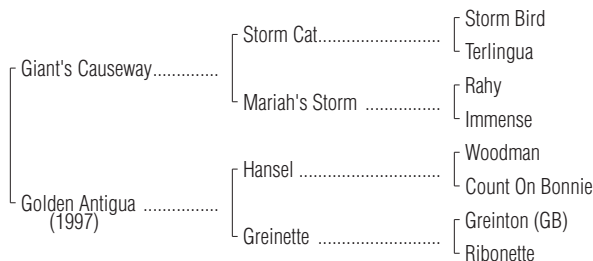 Storm Bird
Storm Cat..............................
Terlingua
Giant's Causeway..............
Rahy
Mariah's Storm ..................
Immense
Woodman
Hansel ..................................
Count On Bonnie
Golden Antigua ................
(1997)
Greinton (GB)
Greinette ..............................
Ribonette